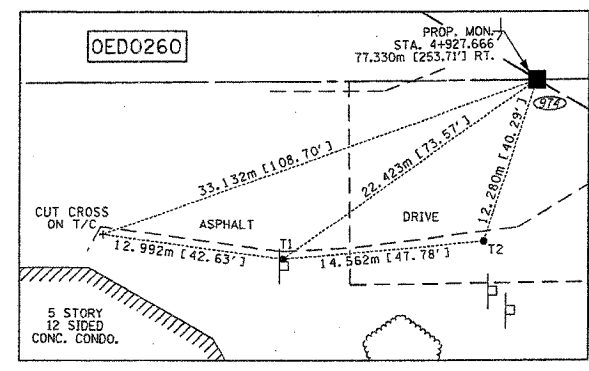 OED0260
PROP. MON.
STA. 4+927.666
77.330m [253.71'] RT.
974
33.132m [108.70']
22.423m [73.57']
12.280m [40.29']
CUT CROSS
ON T/C
ASPHALT
DRIVE
T1
T2
12.992m [42.63']
14.562m [47.78']
5 STORY
12 SIDED
CONC. CONDO.